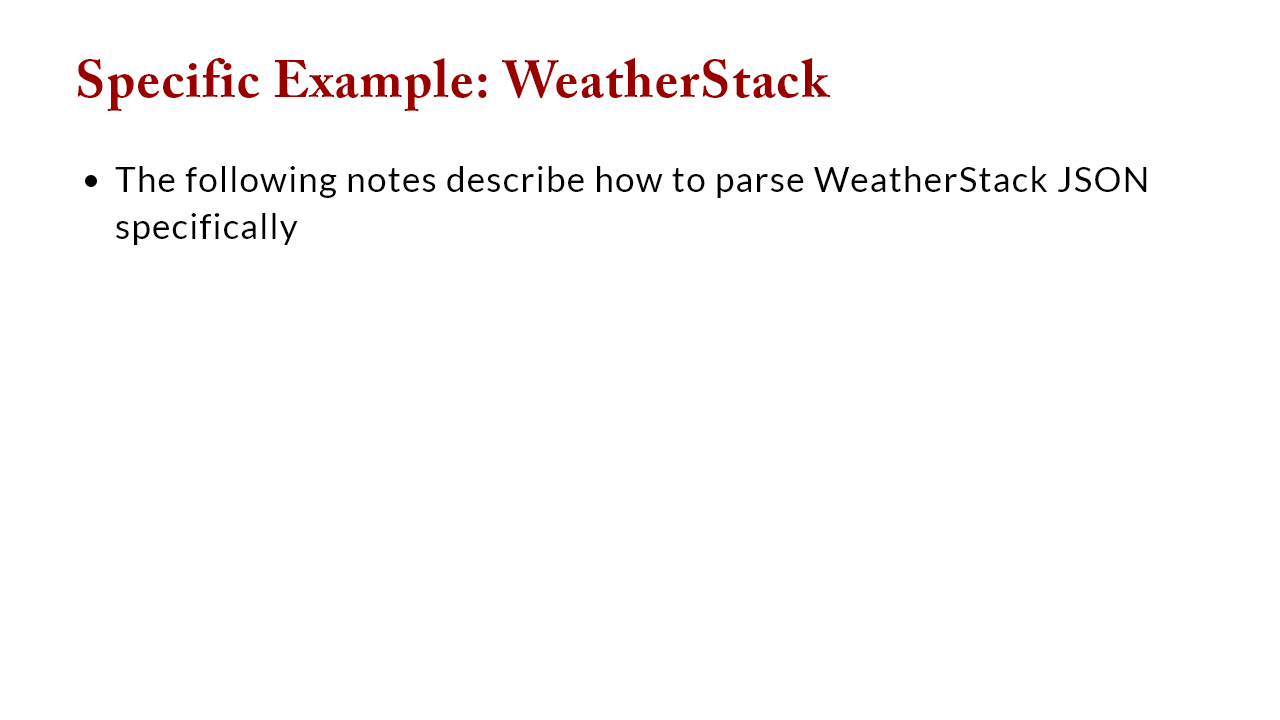 Specific Example: WeatherStack
• The following notes describe how to parse WeatherStack JSON
specifically